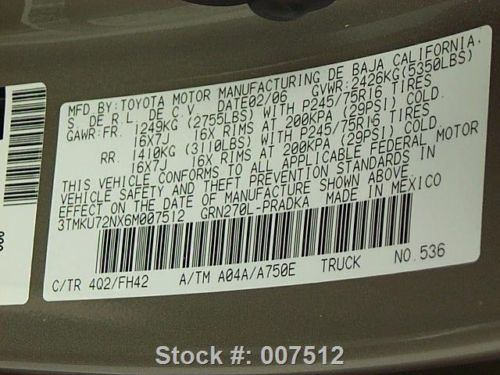 MFD.BY:TOYOTA MOTOR MANUFACTURING DE BAJA CALIFORNIA,
S. DE R.L. DE C.V. DATE02/06 GVWR:2426KG(5350LBS)
GAWR:FR. 1249KG (2755LBS) WITH P245/75R16 TIRES
16X7J 16X RIMS AT 200KPA (29PSI) COLD
RR. 1410KG (3110LBS) WITH P245/75R16 TIRES
16X7J 16X RIMS AT 200KPA (29PSI) COLD
THIS VEHICLE CONFORMS TO ALL APPLICABLE FEDERAL MOTOR
VEHICLE SAFETY AND THEFT PREVENTION STANDARDS IN
EFFECT ON THE DATE OF MANUFACTURE SHOWN ABOVE.
3TMKU72NX6M007512 GRN270L-PRADKA MADE IN MEXICO
C/TR 4Q2/FH42 A/TM A04A/A750E TRUCK NO.536
Stock #: 007512